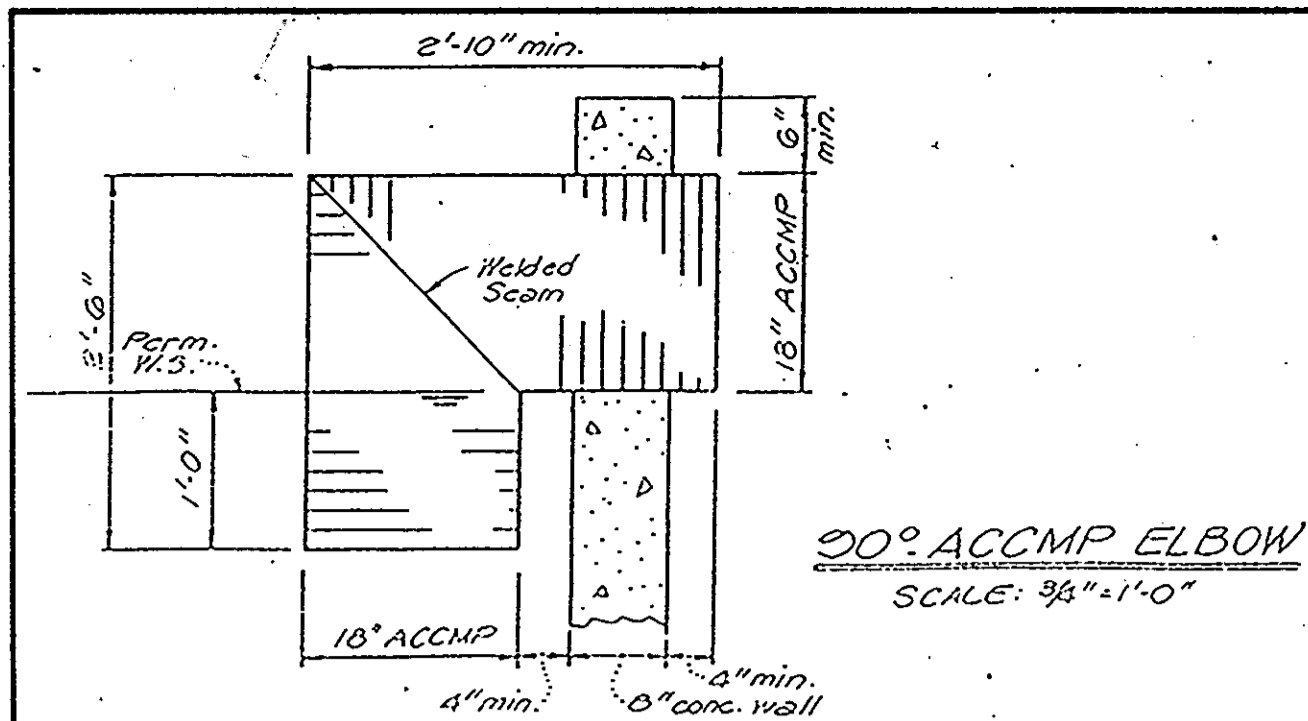 2'-10" min.
6"
min.
18" ACCMP
Welded
Seam
2'-6"
Perm.
W.S.
1'-0"
90° ACCMP ELBOW
SCALE: 3/4"=1'-0"
18" ACCMP
4" min.
8" conc. wall
4" min.